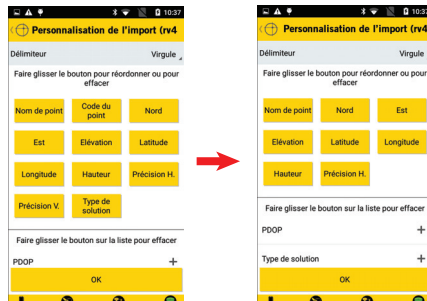 10:37
Personnalisation de l'import (rv4
Délimiteur
Virgule
Faire glisser le bouton pour réordonner ou pour
effacer
Nom de point
Code du
point
Nord
Est
Elévation
Latitude
Longitude
Hauteur
Précision H.
Précision V.
Type de
solution
Faire glisser le bouton sur la liste pour effacer
PDOP
+
OK
10:37
Personnalisation de l'import (rv4
Délimiteur
Virgule
Faire glisser le bouton pour réordonner ou pour
effacer
Nom de point
Nord
Est
Elévation
Latitude
Longitude
Hauteur
Précision H.
Faire glisser le bouton sur la liste pour effacer
PDOP
+
Type de solution
+
OK